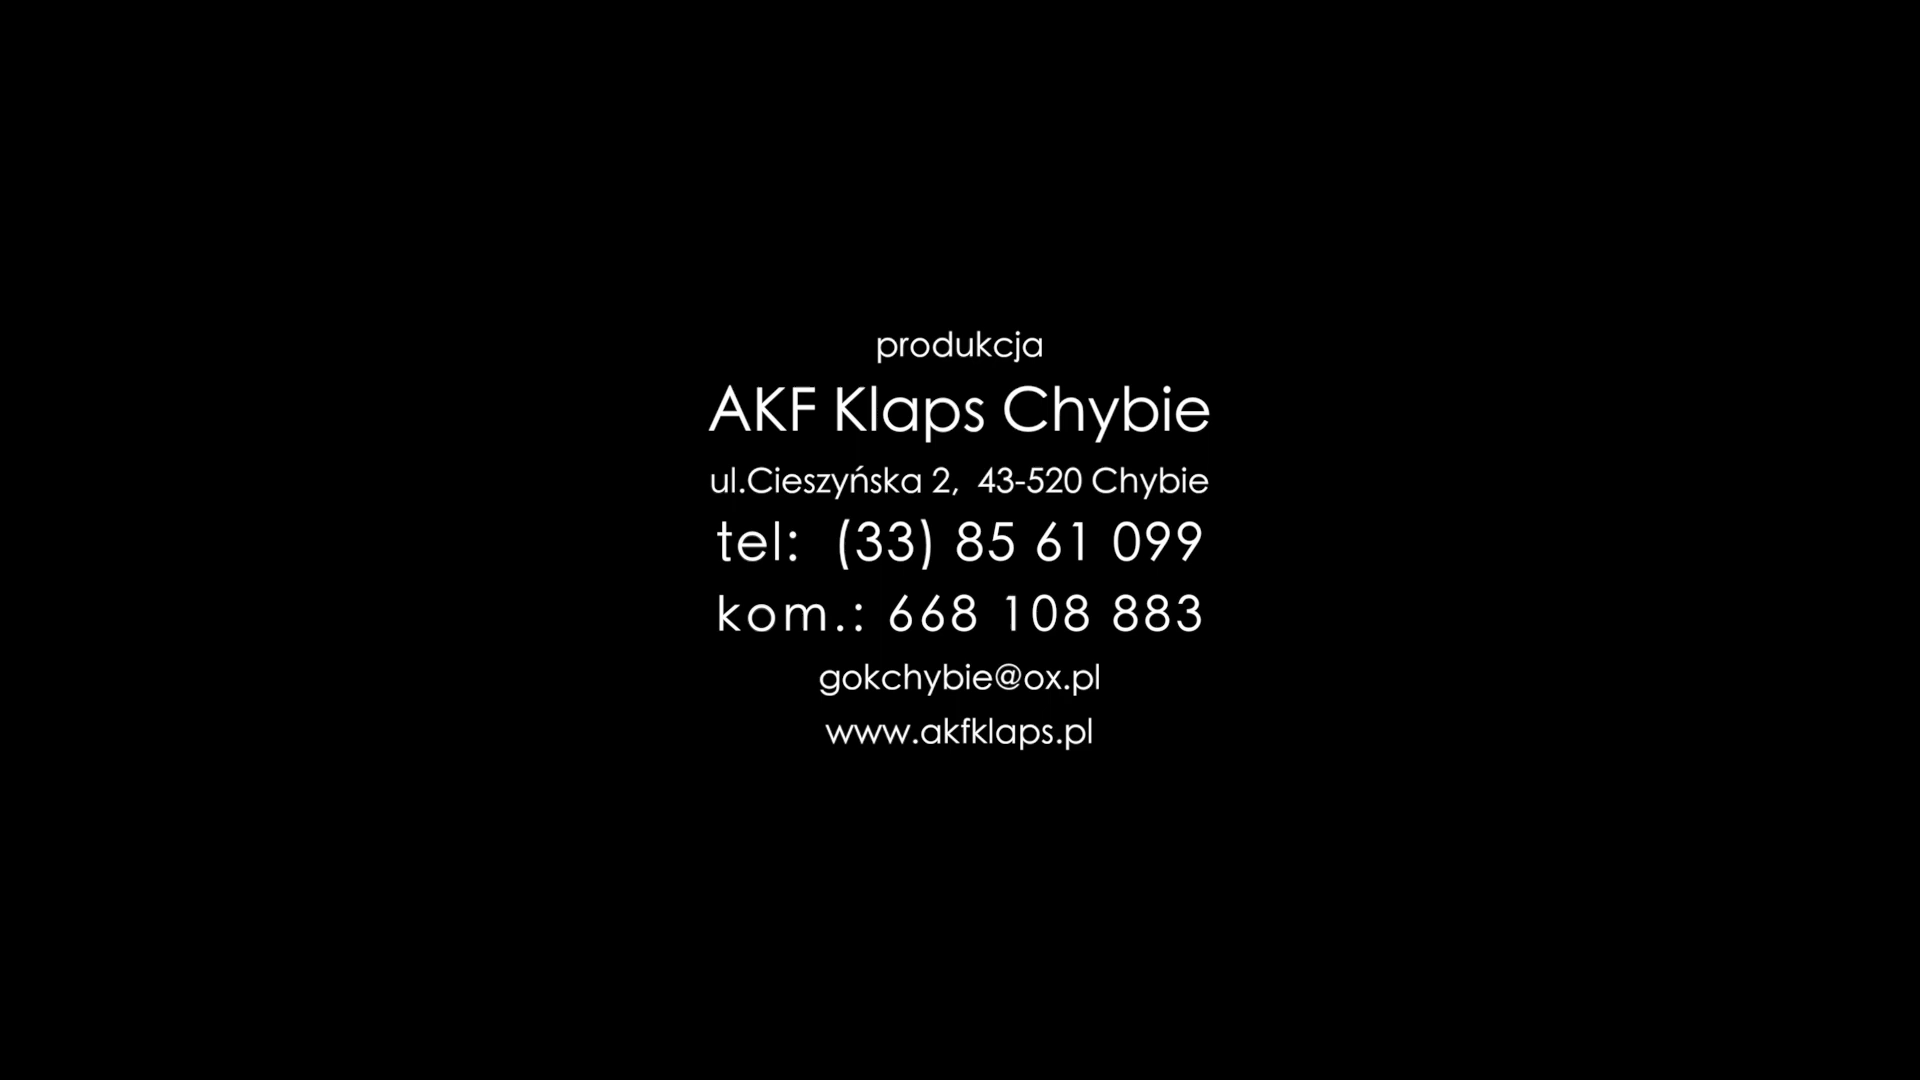 produkcja
AKF Klaps Chybie
ul.Cieszyńska 2,  43-520 Chybie
tel:  (33) 85 61 099
kom.: 668 108 883
gokchybie@ox.pl
www.akfklaps.pl